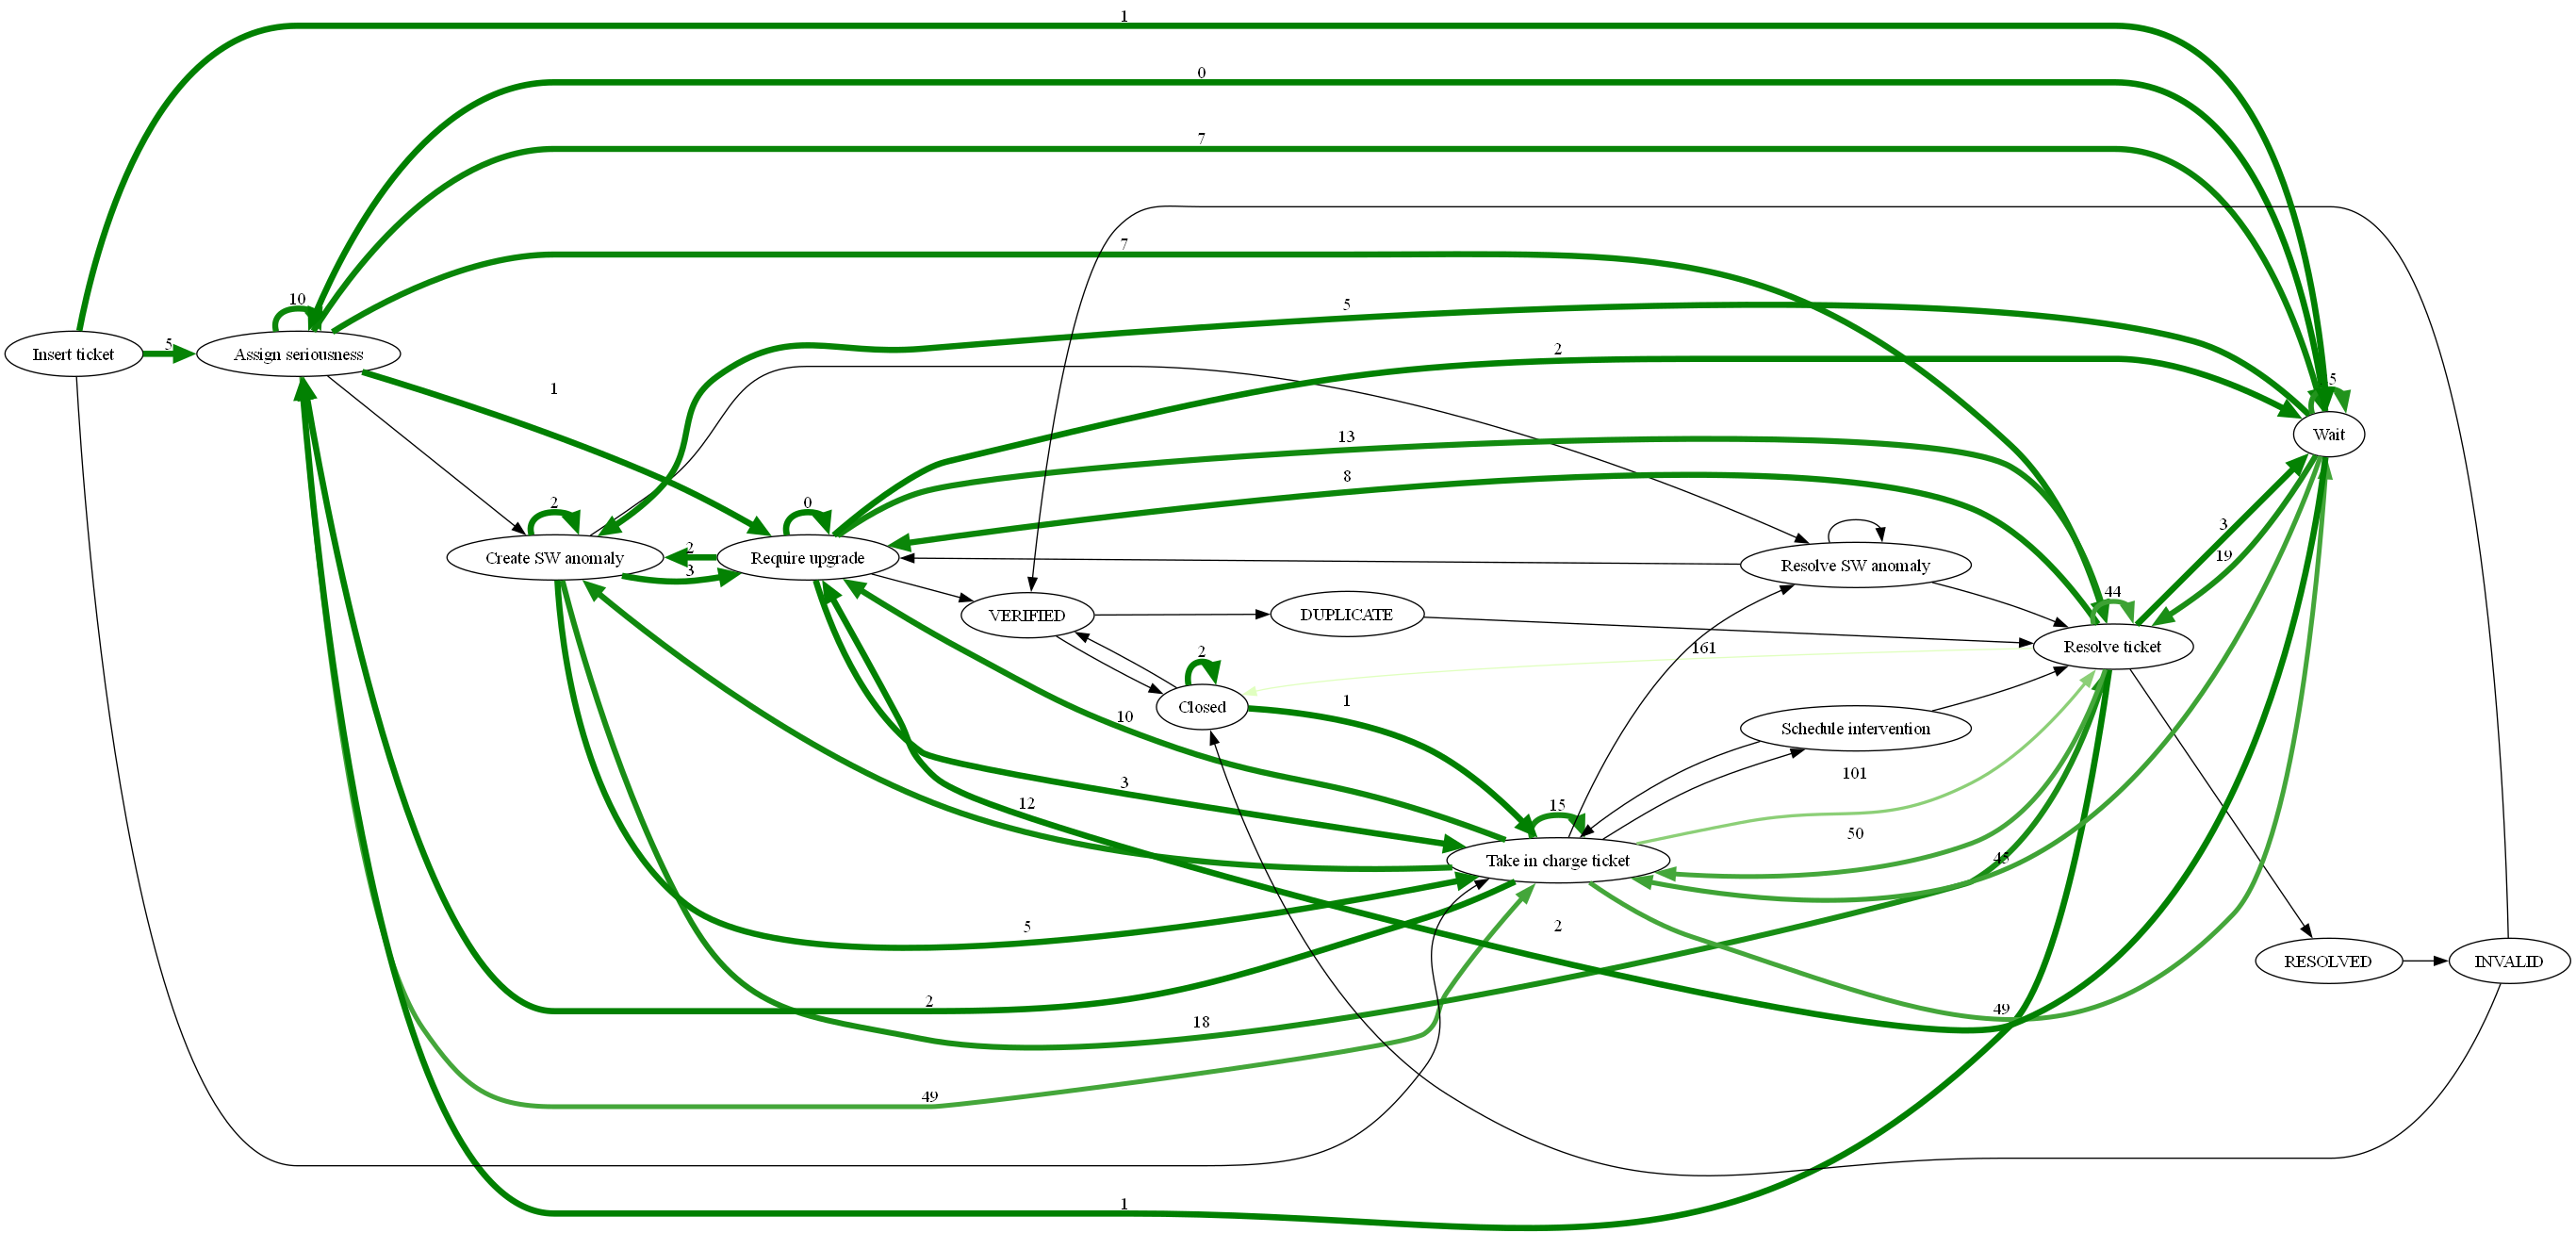 1
0
7
7
5
2
13
8
10
5
1
Insert ticket
5
Assign seriousness
Wait
2
Create SW anomaly
2
3
0
Require upgrade
VERIFIED
DUPLICATE
2
Closed
1
10
3
12
161
Resolve SW anomaly
Schedule intervention
101
50
45
15
Take in charge ticket
3
19
44
Resolve ticket
5
2
2
18
49
49
1
RESOLVED
INVALID